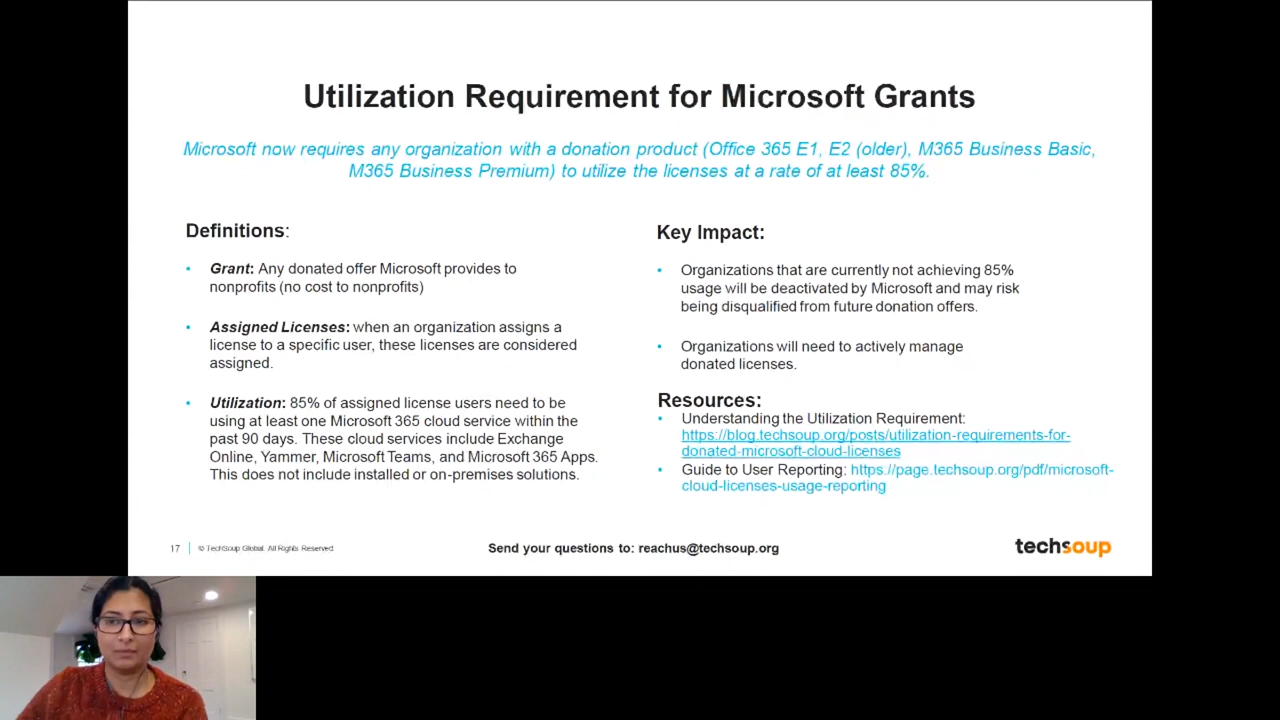 Utilization Requirement for Microsoft Grants
Microsoft now requires any organization with a donation product (Office 365 E1, E2 (older), M365 Business Basic,
M365 Business Premium) to utilize the licenses at a rate of at least 85%.
Definitions:
• Grant: Any donated offer Microsoft provides to
nonprofits (no cost to nonprofits)
• Assigned Licenses: when an organization assigns a
license to a specific user, these licenses are considered
assigned.
• Utilization: 85% of assigned license users need to be
using at least one Microsoft 365 cloud service within the
past 90 days. These cloud services include Exchange
Online, Yammer, Microsoft Teams, and Microsoft 365 Apps.
This does not include installed or on-premises solutions.
Key Impact:
• Organizations that are currently not achieving 85%
usage will be deactivated by Microsoft and may risk
being disqualified from future donation offers.
• Organizations will need to actively manage
donated licenses.
Resources:
• Understanding the Utilization Requirement:
https://blog.techsoup.org/posts/utilization-requirements-for-
donated-microsoft-cloud-licenses
• Guide to User Reporting: https://page.techsoup.org/pdf/microsoft-
cloud-licenses-usage-reporting
17 © TechSoup Global. All Rights Reserved.
Send your questions to: reachus@techsoup.org
techsoup